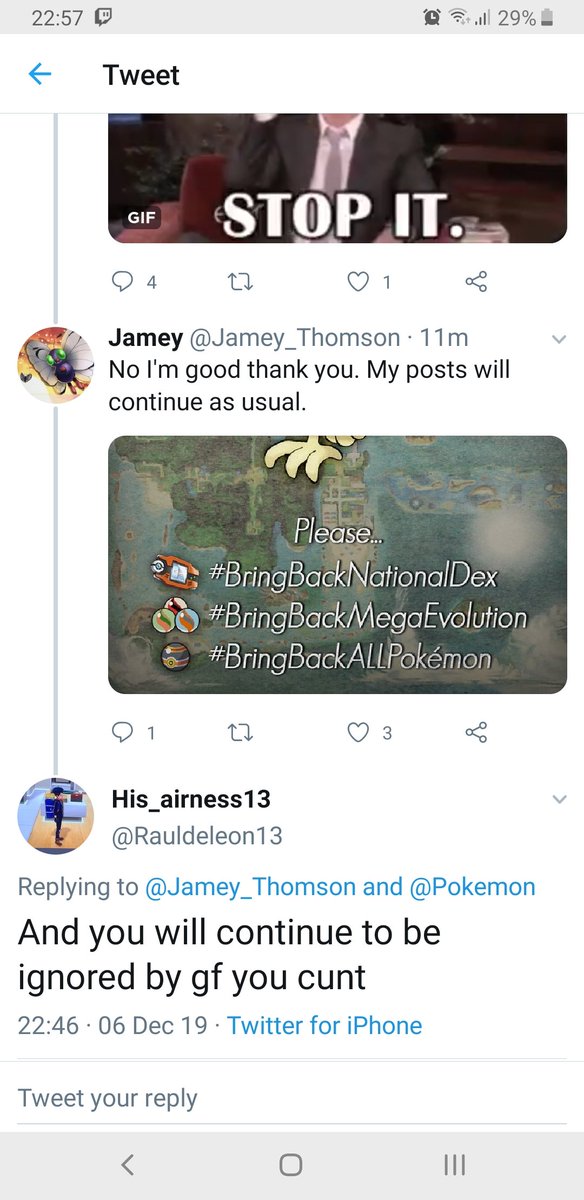 22:57
29%
Tweet
STOP IT.
GIF
4
1
Jamey @Jamey_Thomson · 11m
No I'm good thank you. My posts will
continue as usual.
Please...
#BringBackNationalDex
#BringBackMegaEvolution
#BringBackALLPokémon
1
3
His_airness13
@Rauldeleon13
Replying to @Jamey_Thomson and @Pokemon
And you will continue to be
ignored by gf you cunt
22:46 · 06 Dec 19 · Twitter for iPhone
Tweet your reply